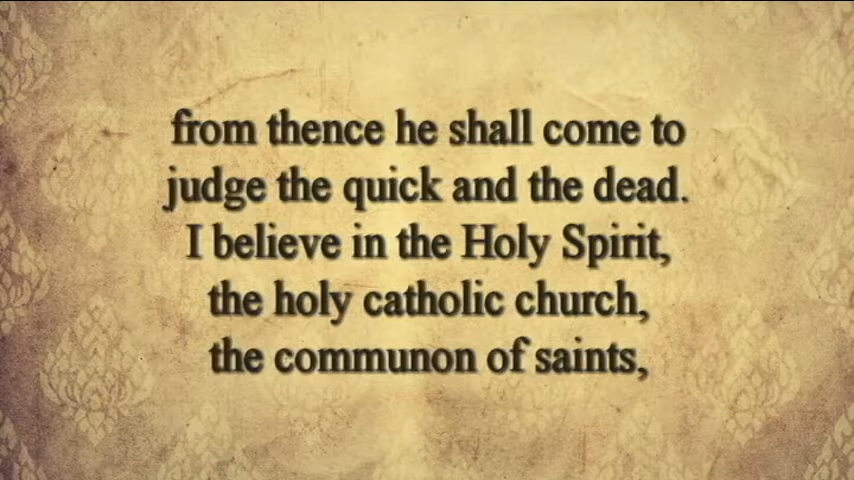 from thence he shall come to
judge the quick and the dead.
I believe in the Holy Spirit,
the holy catholic church,
the communon of saints,